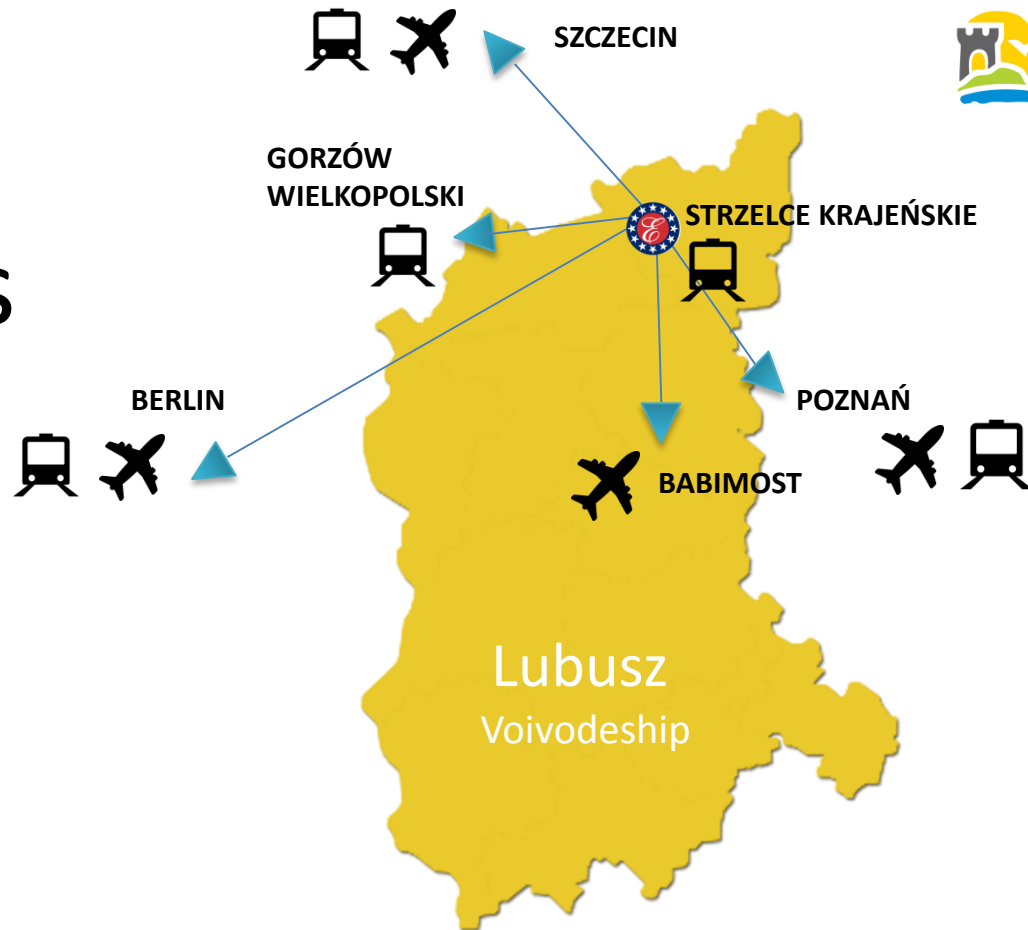 SZCZECIN
GORZÓW
WIELKOPOLSKI
STRZELCE KRAJEŃSKIE
E
S
BERLIN
POZNAŃ
BABIMOST
Lubusz
Voivodeship